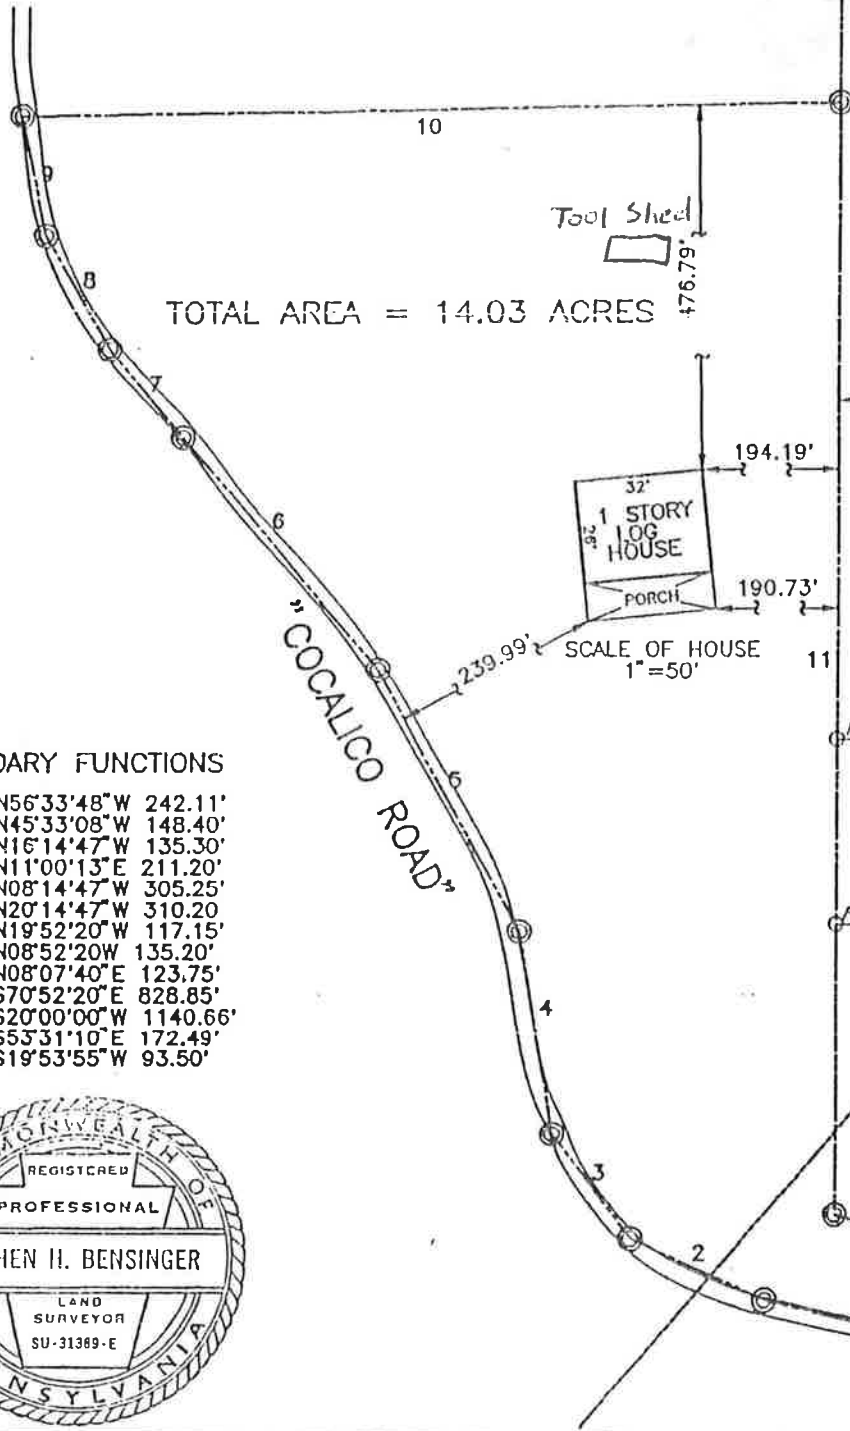 10
9
Tool Shed
8
476.79'
TOTAL AREA = 14.03 ACRES
7
194.19'
32'
6
1 STORY
26'
LOG
HOUSE
PORCH
190.73'
239.99'
SCALE OF HOUSE
1"=50'
11
"COCALICO ROAD"
5
DARY FUNCTIONS
N56°33'48"W 242.11'
N45°33'08"W 148.40'
N16°14'47"W 135.30'
N11°00'13"E 211.20'
N08°14'47"W 305.25'
N20°14'47"W 310.20
N19°52'20"W 117.15'
N08°52'20W 135.20'
N08°07'40"E 123.75'
S70°52'20"E 828.85'
S20°00'00"W 1140.66'
S53°31'10"E 172.49'
S19°53'55"W 93.50'
4
3
2
MONWEALTH OF
REGISTERED
PROFESSIONAL
HEN H. BENSINGER
LAND
SURVEYOR
SU-31389-E
NSYLVANIA